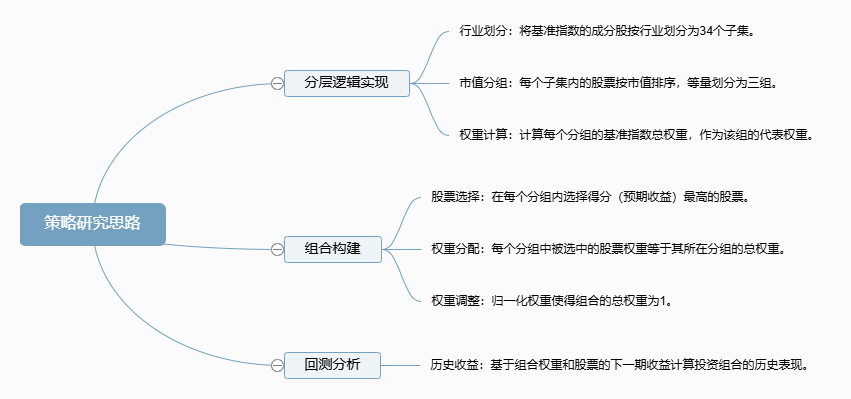 策略研究思路
分层逻辑实现
行业划分：将基准指数的成分股按行业划分为34个子集。
市值分组：每个子集内的股票按市值排序，等量划分为三组。
权重计算：计算每个分组的基准指数总权重，作为该组的代表权重。
组合构建
股票选择：在每个分组内选择得分（预期收益）最高的股票。
权重分配：每个分组中被选中的股票权重等于其所在分组的总权重。
权重调整：归一化权重使得组合的总权重为1。
回测分析
历史收益：基于组合权重和股票的下一期收益计算投资组合的历史表现。